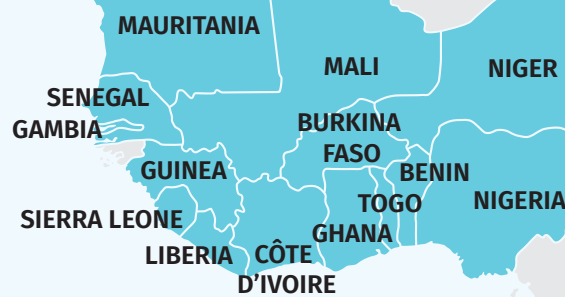 MAURITANIA
MALI
NIGER
SENEGAL
GAMBIA
BURKINA
FASO
GUINEA
BENIN
TOGO
NIGERIA
SIERRA LEONE
GHANA
LIBERIA
CÔTE
D'IVOIRE